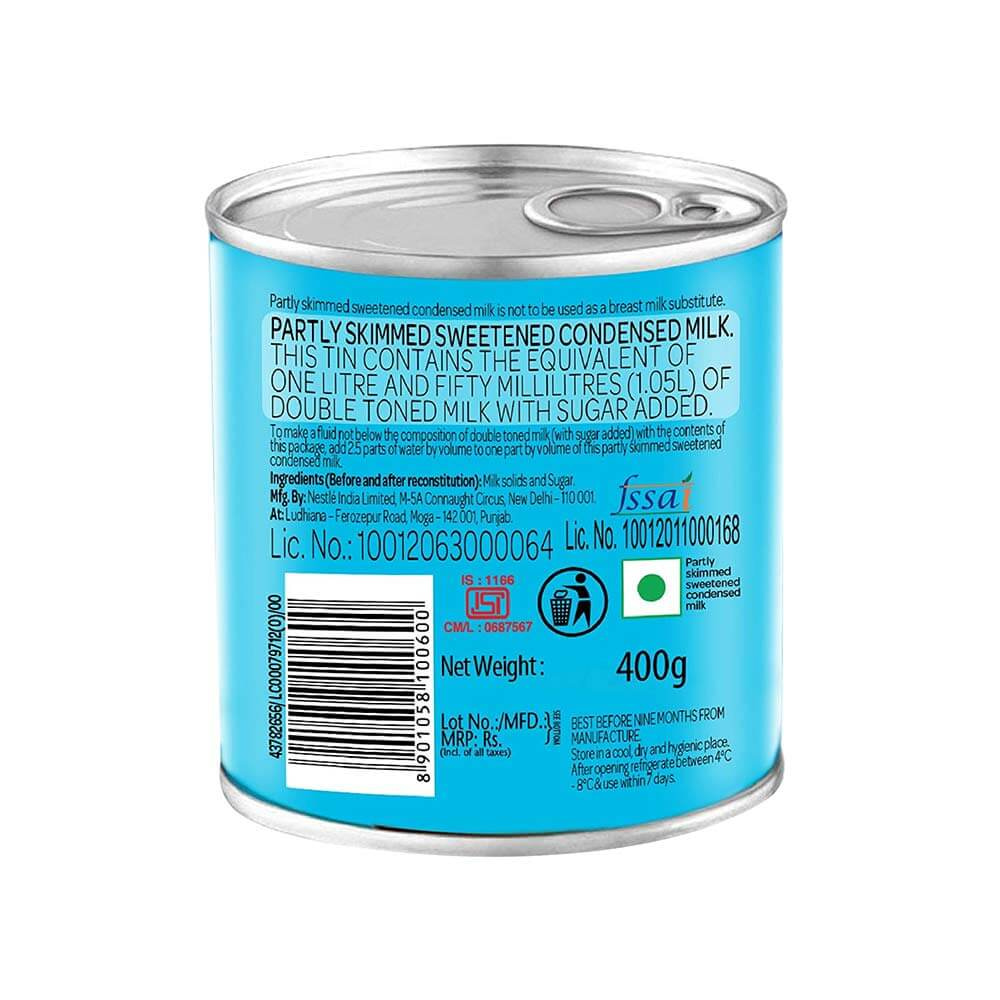 Partly skimmed sweetened condensed milk is not to be used as a breast milk substitute.
PARTLY SKIMMED SWEETENED CONDENSED MILK.
THIS TIN CONTAINS THE EQUIVALENT OF
ONE LITRE AND FIFTY MILLILITRES (1.05L) OF
DOUBLE TONED MILK WITH SUGAR ADDED.
To make a fluid not below the composition of double toned milk (with sugar added) with the contents of
this package, add 2.5 parts of water by volume to one part by volume of this partly skimmed sweetened
condensed milk.
Ingredients (Before and after reconstitution): Milk solids and Sugar.
Mfg. By: Nestlé India Limited, M-5A Connaught Circus, New Delhi – 110 001.
At: Ludhiana – Ferozepur Road, Moga – 142 001, Punjab.
fssai
Lic. No.: 10012063000064
Lic. No. 10012011000168
43782656/LC00079712(0)/00
8 901058 100600
IS : 1166
ISI
CM/L : 0687567
Partly
skimmed
sweetened
condensed
milk
Net Weight : 400g
Lot No.:/MFD.:
MRP: Rs.
(Incl. of all taxes)
SEE BOTTOM
BEST BEFORE NINE MONTHS FROM
MANUFACTURE.
Store in a cool, dry and hygienic place.
After opening refrigerate between 4°C
- 8°C & use within 7 days.